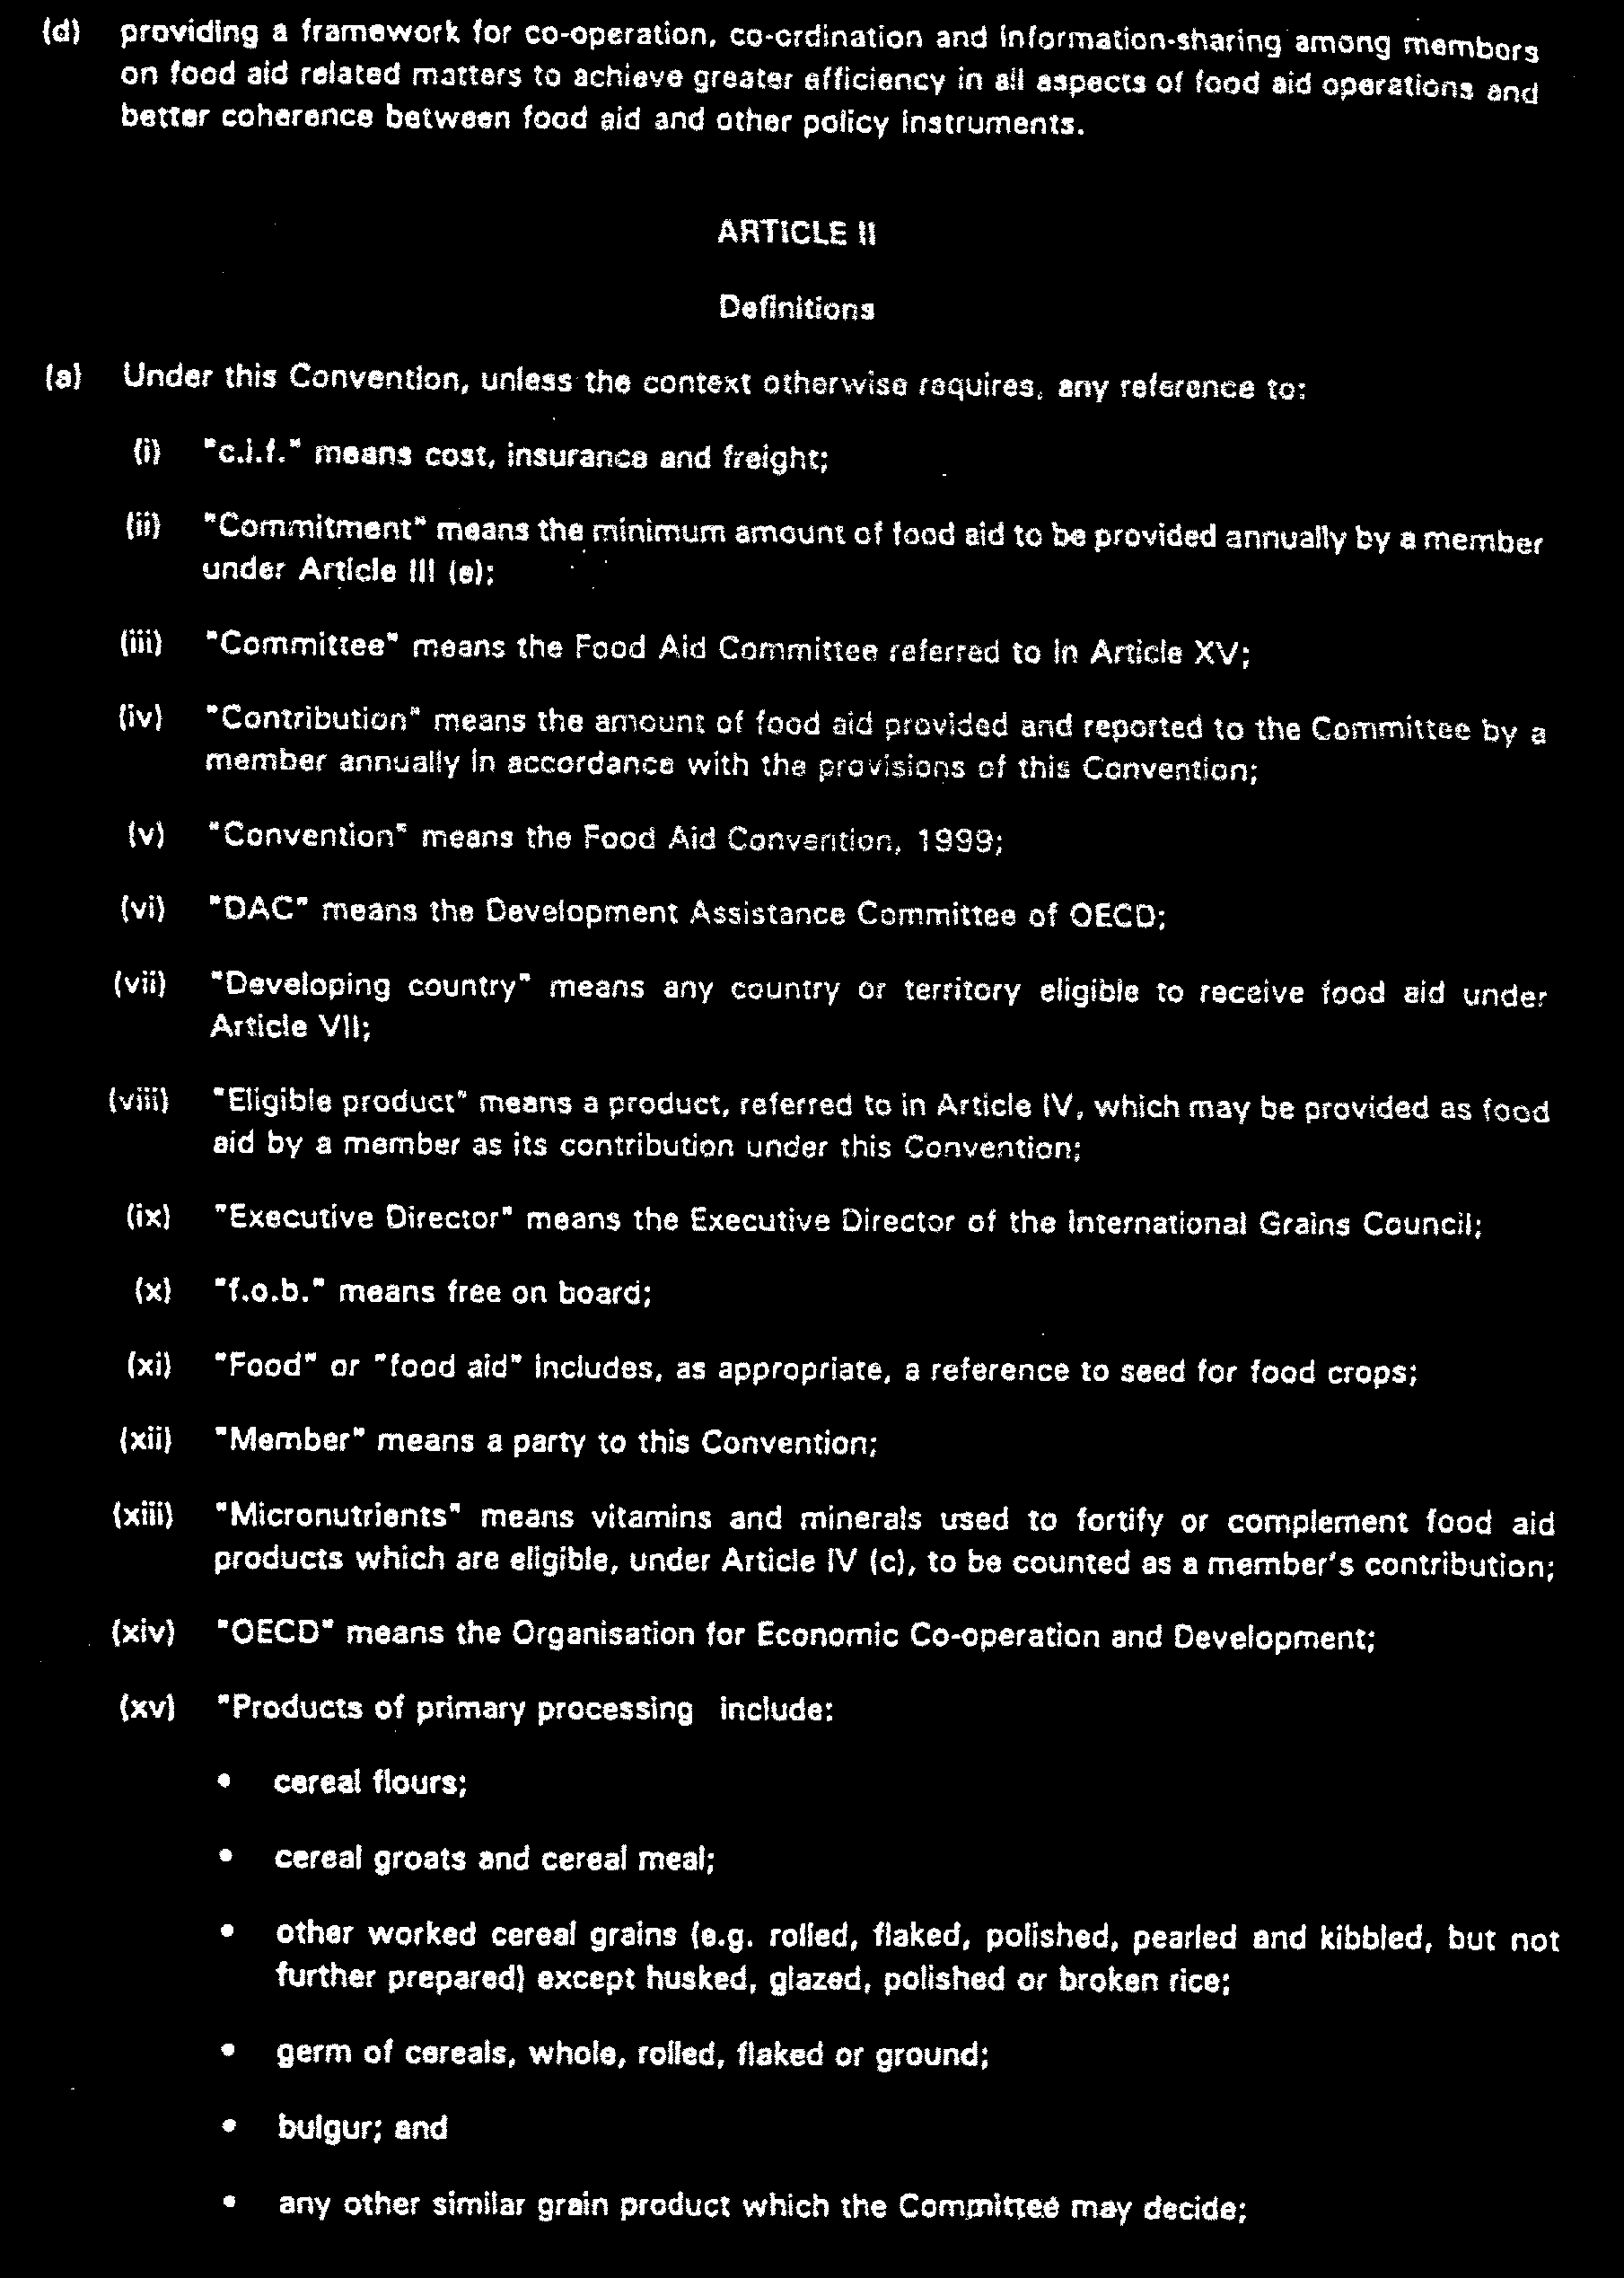 (d) providing a framework for co-operation, co-ordination and information-sharing among members
on food aid related matters to achieve greater efficiency in all aspects of food aid operations and
better coherence between food aid and other policy instruments.
ARTICLE II
Definitions
(a) Under this Convention, unless the context otherwise requires, any reference to:
(i) "c.i.f." means cost, insurance and freight;
(ii) "Commitment" means the minimum amount of food aid to be provided annually by a member
under Article III (e);
(iii) "Committee" means the Food Aid Committee referred to in Article XV;
(iv) "Contribution" means the amount of food aid provided and reported to the Committee by a
member annually in accordance with the provisions of this Convention;
(v) "Convention" means the Food Aid Convention, 1999;
(vi) "DAC" means the Development Assistance Committee of OECD;
(vii) "Developing country" means any country or territory eligible to receive food aid under
Article VII;
(viii) "Eligible product" means a product, referred to in Article IV, which may be provided as food
aid by a member as its contribution under this Convention;
(ix) "Executive Director" means the Executive Director of the International Grains Council;
(x) "f.o.b." means free on board;
(xi) "Food" or "food aid" includes, as appropriate, a reference to seed for food crops;
(xii) "Member" means a party to this Convention;
(xiii) "Micronutrients" means vitamins and minerals used to fortify or complement food aid
products which are eligible, under Article IV (c), to be counted as a member's contribution;
(xiv) "OECD" means the Organisation for Economic Co-operation and Development;
(xv) "Products of primary processing include:
• cereal flours;
• cereal groats and cereal meal;
• other worked cereal grains (e.g. rolled, flaked, polished, pearled and kibbled, but not
further prepared) except husked, glazed, polished or broken rice;
• germ of cereals, whole, rolled, flaked or ground;
• bulgur; and
• any other similar grain product which the Committee may decide;